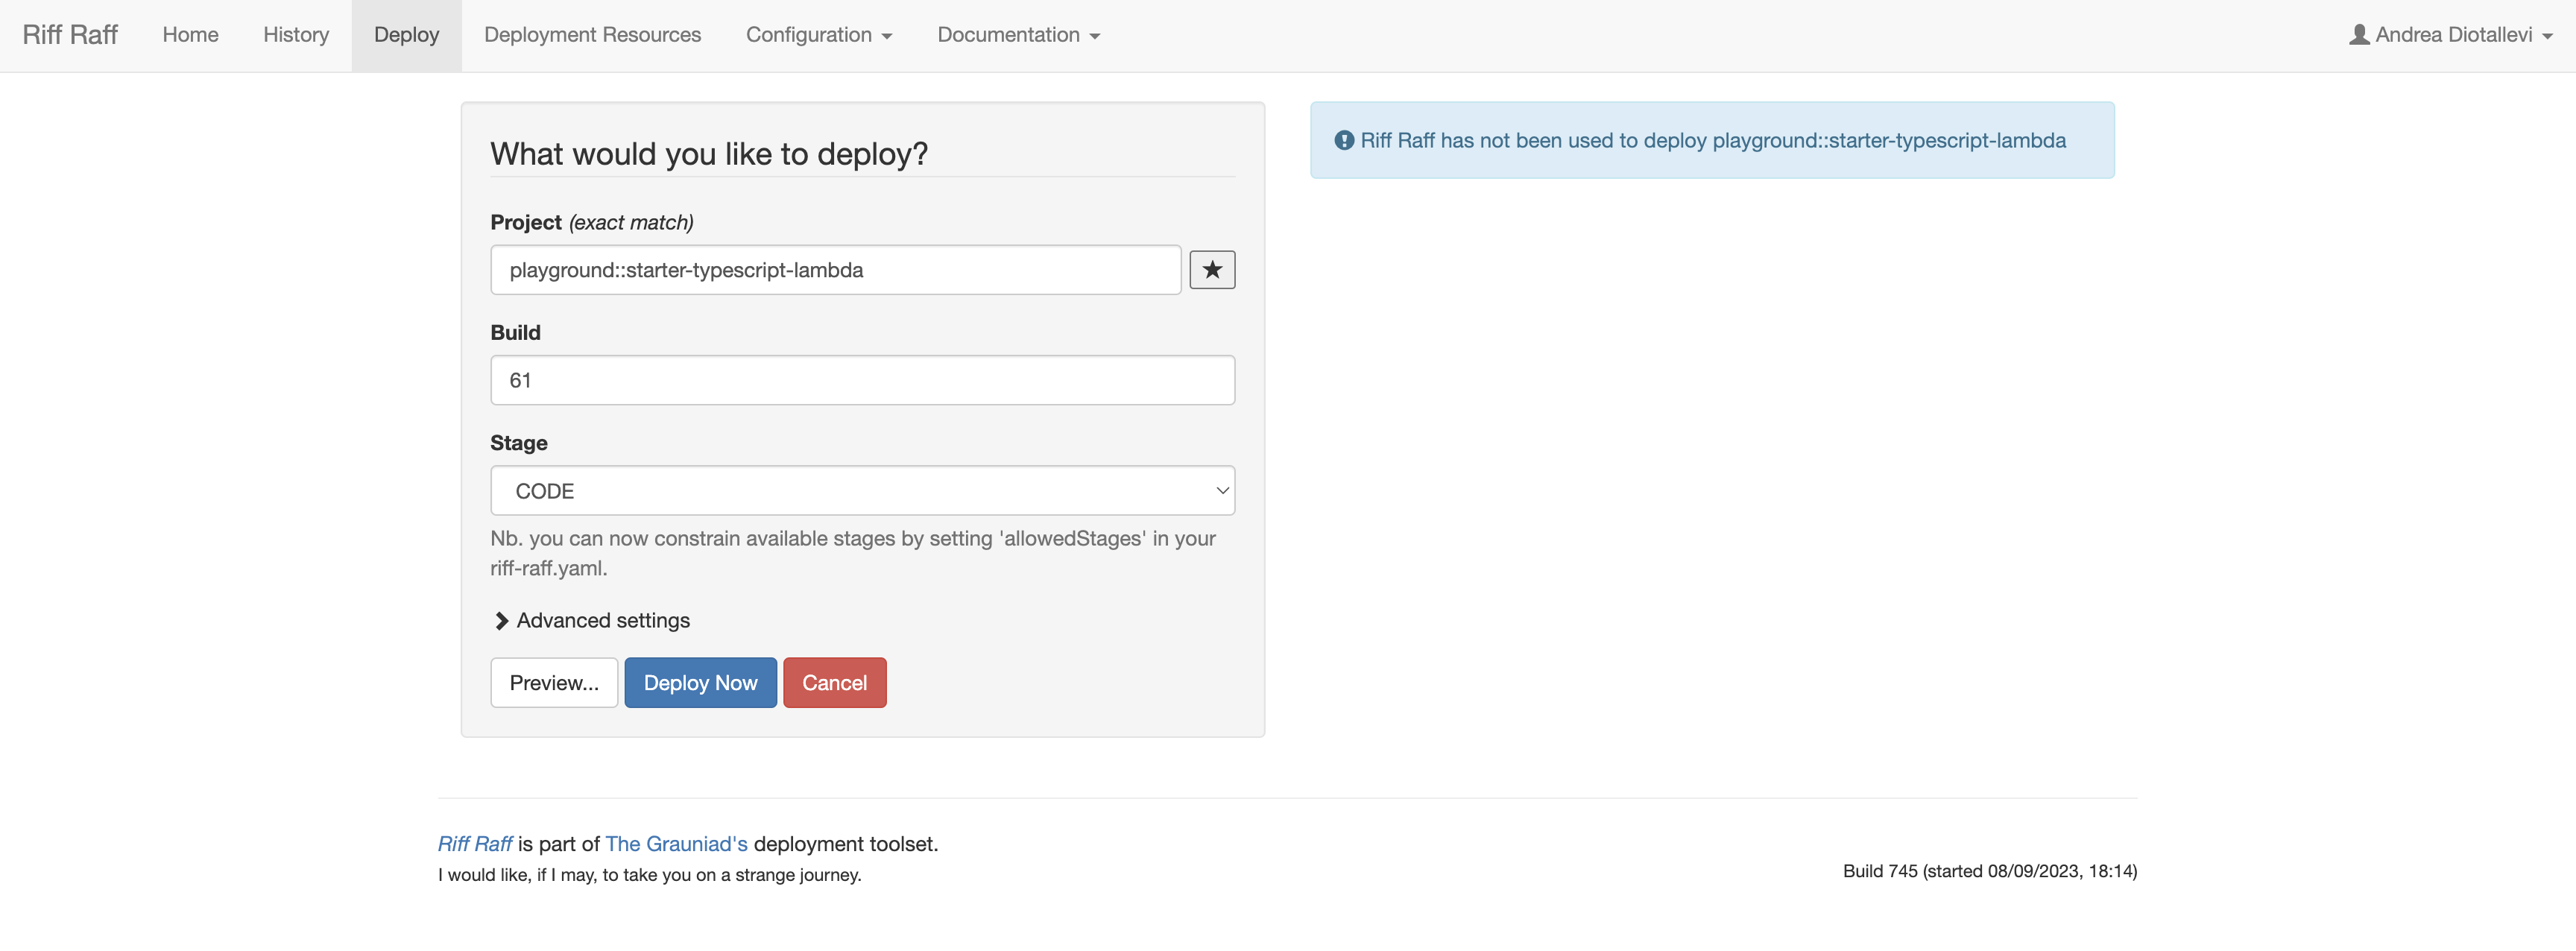 Riff Raff Home History Deploy Deployment Resources Configuration Documentation Andrea Diotallevi
What would you like to deploy?
Project (exact match)
playground::starter-typescript-lambda
Build
61
Stage
CODE
Nb. you can now constrain available stages by setting 'allowedStages' in your
riff-raff.yaml.
Advanced settings
Preview... Deploy Now Cancel
Riff Raff has not been used to deploy playground::starter-typescript-lambda
Riff Raff is part of The Grauniad's deployment toolset.
I would like, if I may, to take you on a strange journey.
Build 745 (started 08/09/2023, 18:14)